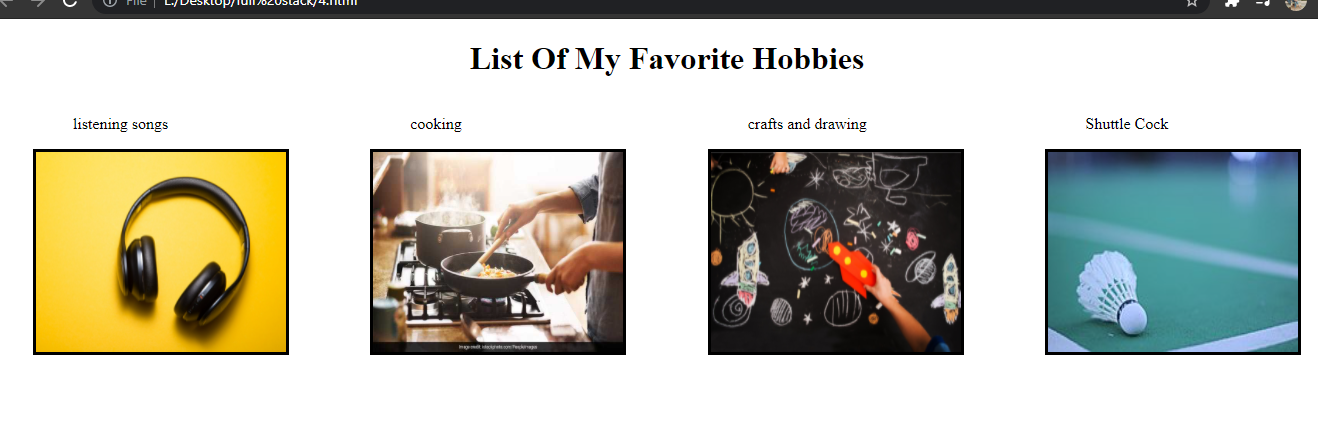 File | L:/Desktop/full%20stack/4.html
List Of My Favorite Hobbies
listening songs
cooking
crafts and drawing
Shuttle Cock